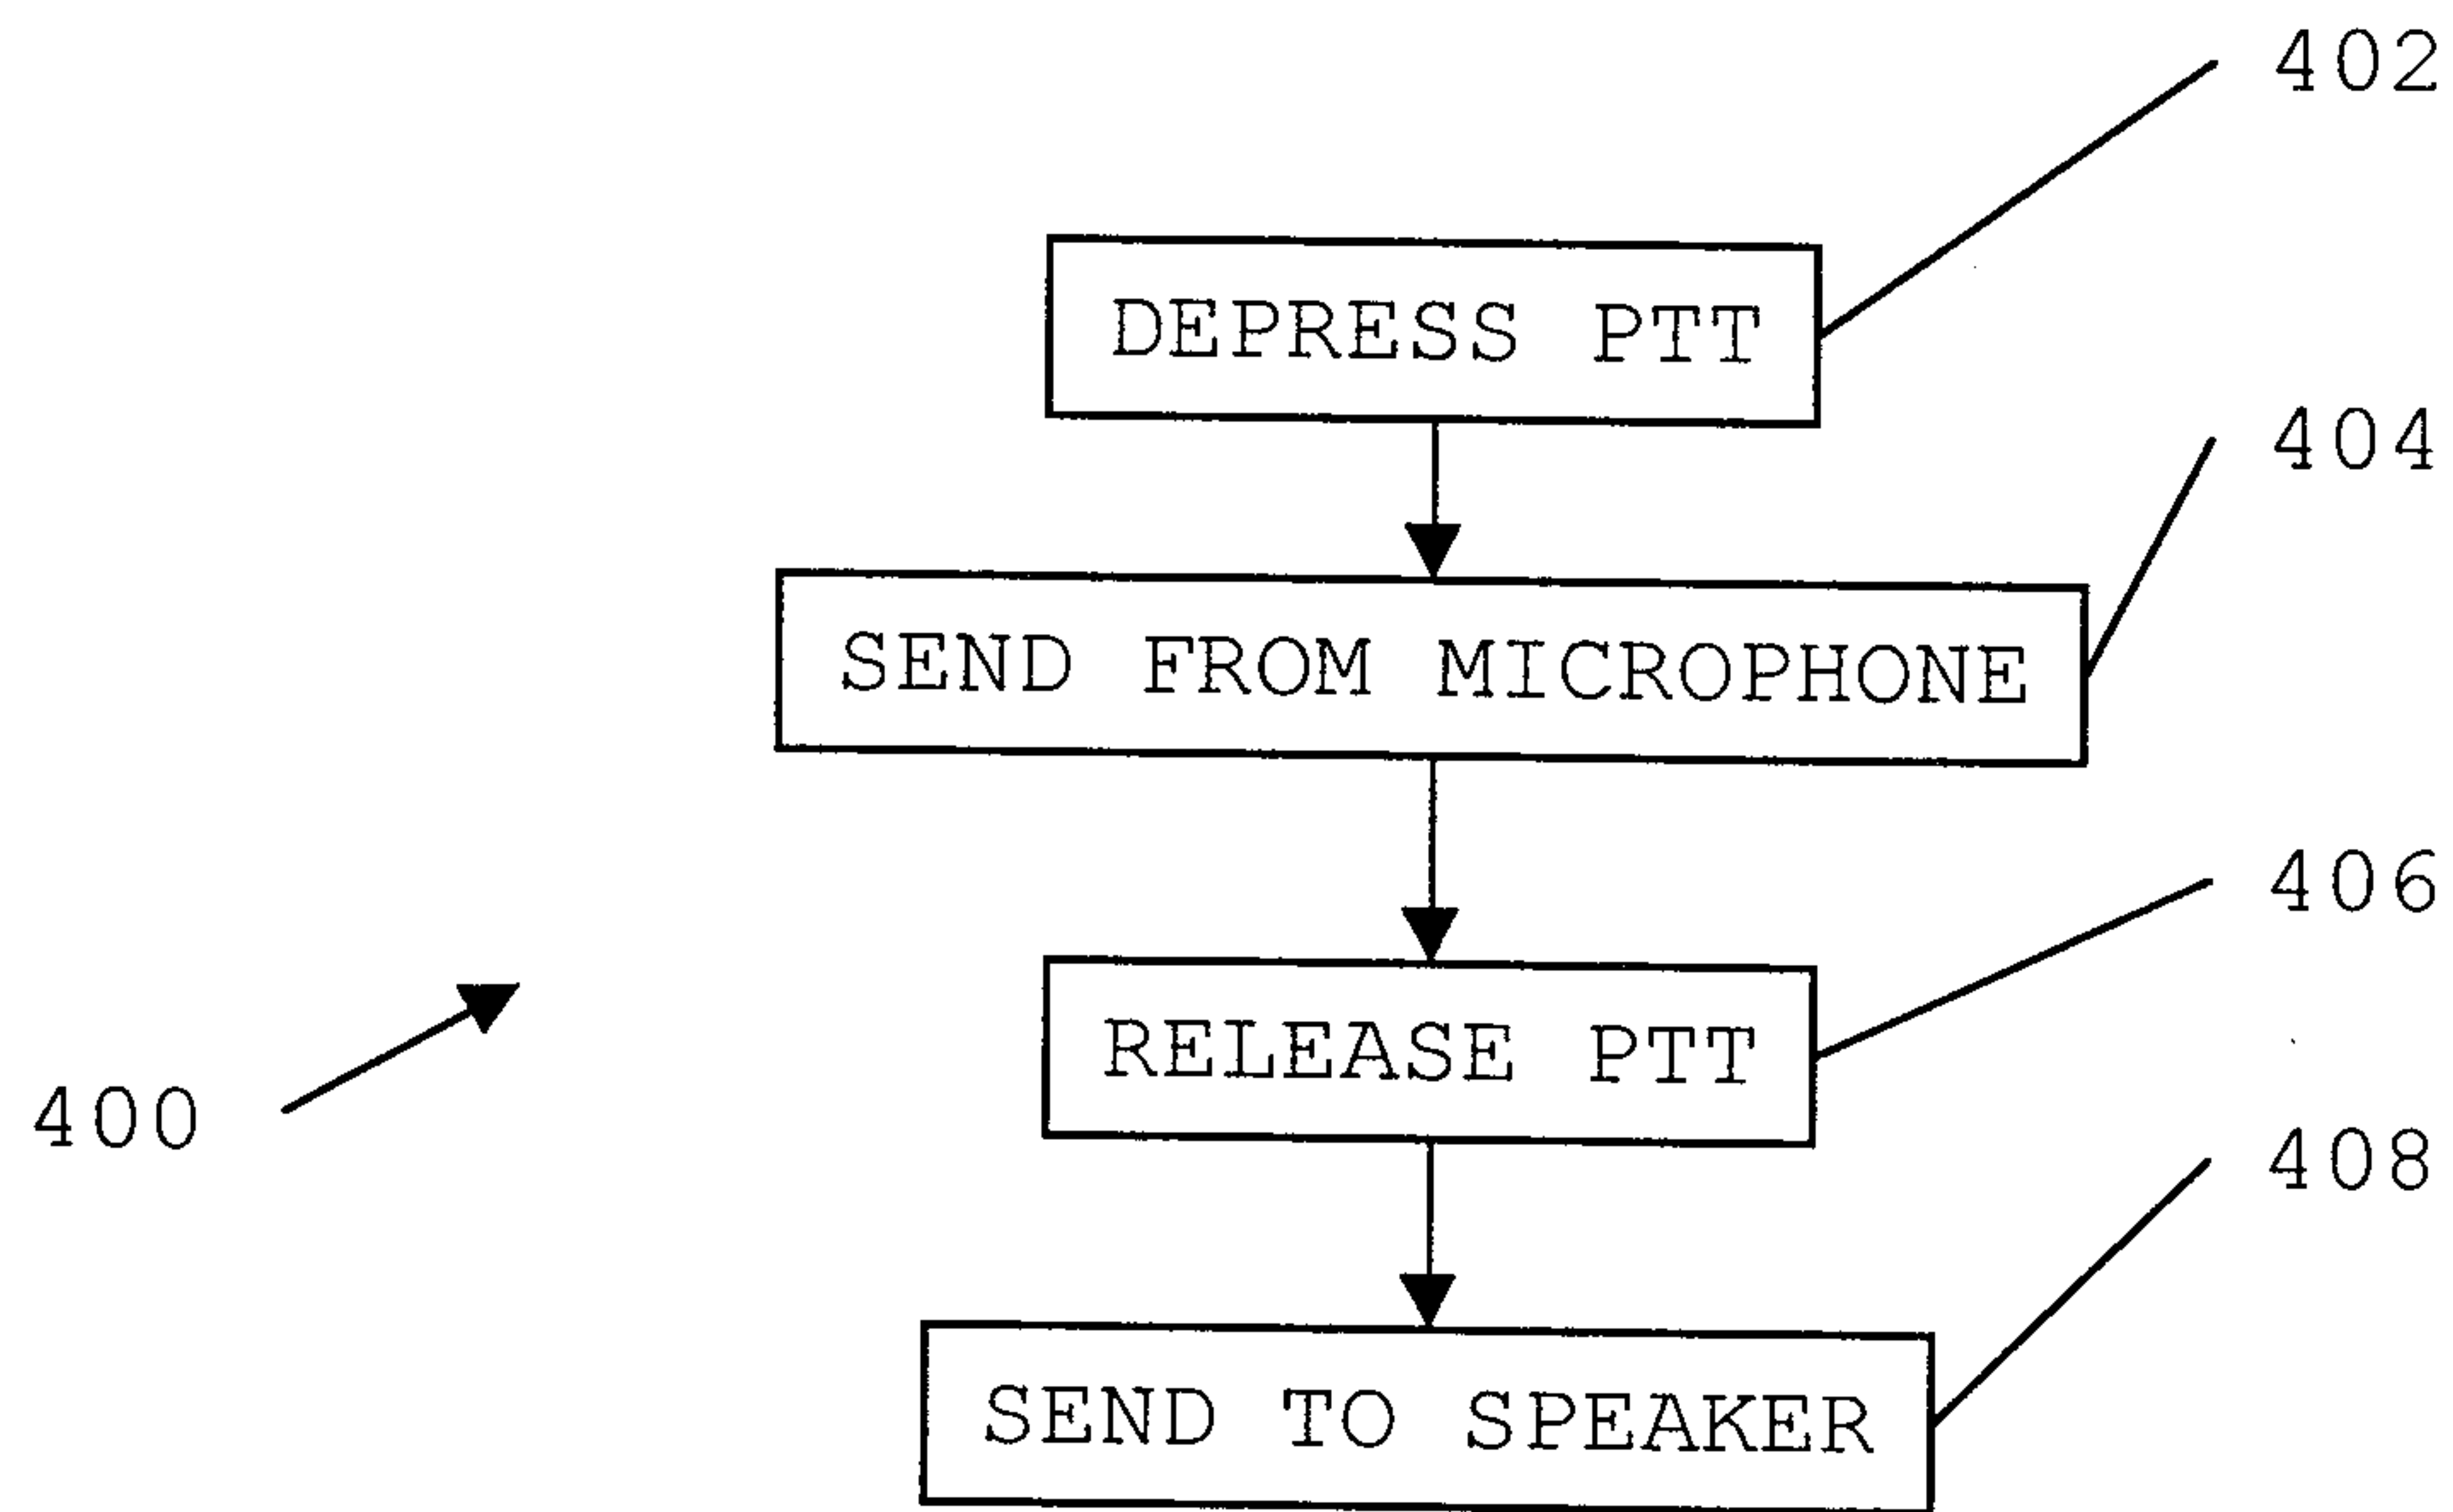 402
DEPRESS PTT
404
SEND FROM MICROPHONE
406
RELEASE PTT
400
408
SEND TO SPEAKER